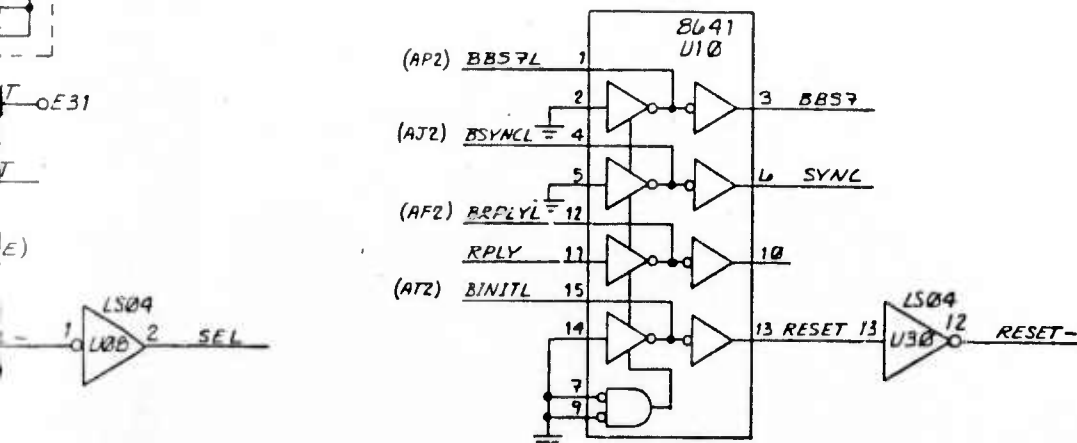 8641
U10
(AP2) BBS7L 1
T
E31
2
3 BBS7
(AJ2) BSYNCL 4
5
6 SYNC
(AF2) BRPLYL 12
E)
RPLY 11
10
(AT2) BINITL 15
LS04
LS04
14
13 RESET 13
U30
12
RESET-
1
U08
2
SEL
7
9